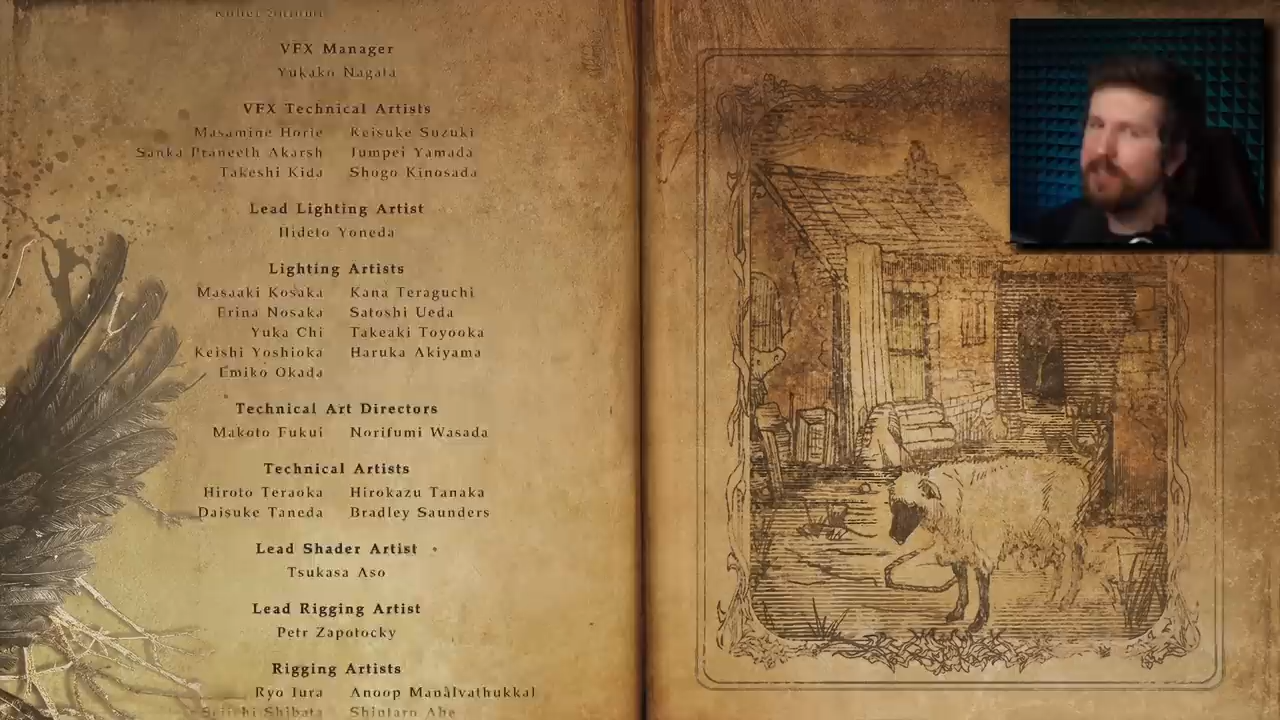 VFX Manager
Yukako Nagata
VFX Technical Artists
Masamine Horie Keisuke Suzuki
Sanka Praneeth Akarsh Jumpei Yamada
Takeshi Kida Shogo Kinosada
Lead Lighting Artist
Hideto Yoneda
Lighting Artists
Masaaki Kosaka Kana Teraguchi
Erina Nosaka Satoshi Ueda
Yuka Chi Takeaki Toyooka
Keishi Yoshioka Haruka Akiyama
Emiko Okada
Technical Art Directors
Makoto Fukui Norifumi Wasada
Technical Artists
Hiroto Teraoka Hirokazu Tanaka
Daisuke Taneda Bradley Saunders
Lead Shader Artist
Tsukasa Aso
Lead Rigging Artist
Petr Zapotocky
Rigging Artists
Ryo Iura Anoop Manalvathukkal
Shibata Shintaro Abe